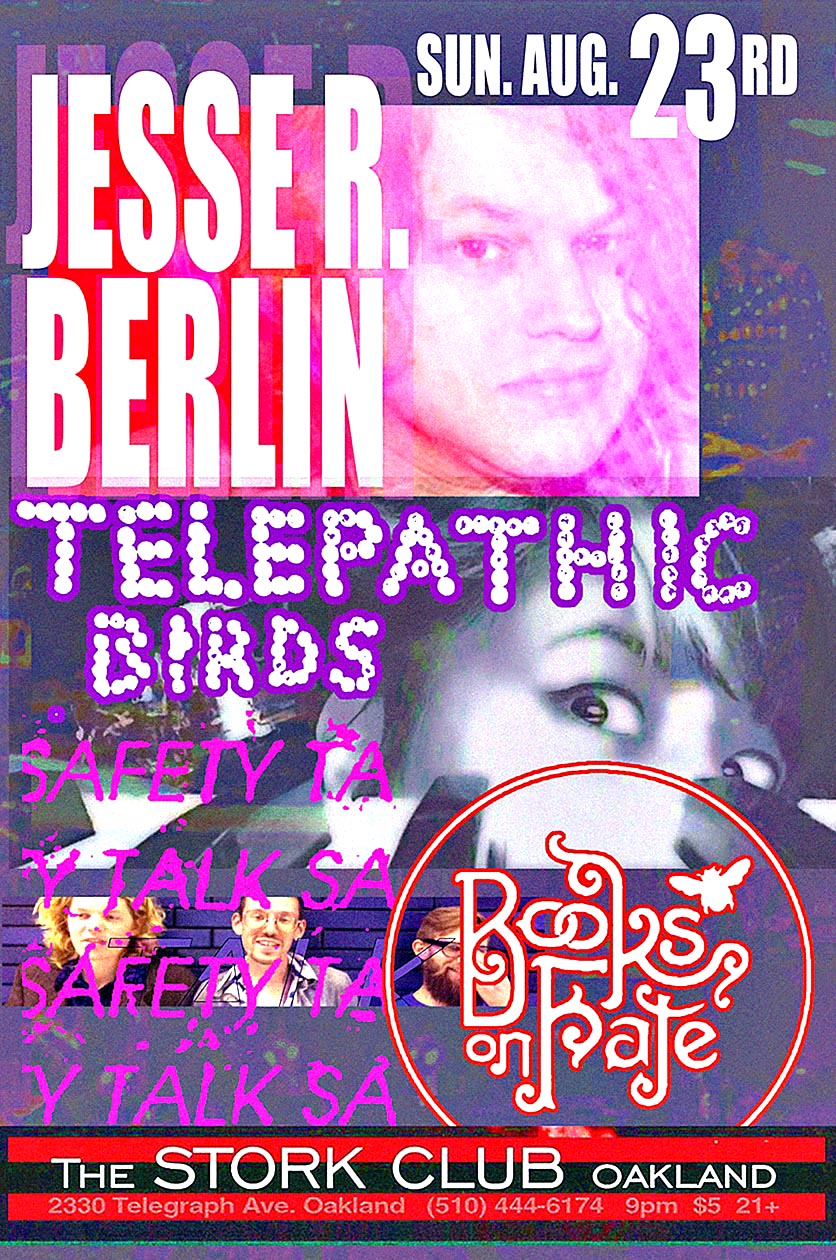 SUN. AUG. 23RD
JESSE R.
BERLIN
TELEPATHIC
BIRDS
SAFETY TA
Y TALK SA
SAFETY TA
Y TALK SA
Books
on Fate
THE STORK CLUB OAKLAND
2330 Telegraph Ave. Oakland (510) 444-6174 9pm $5 21+